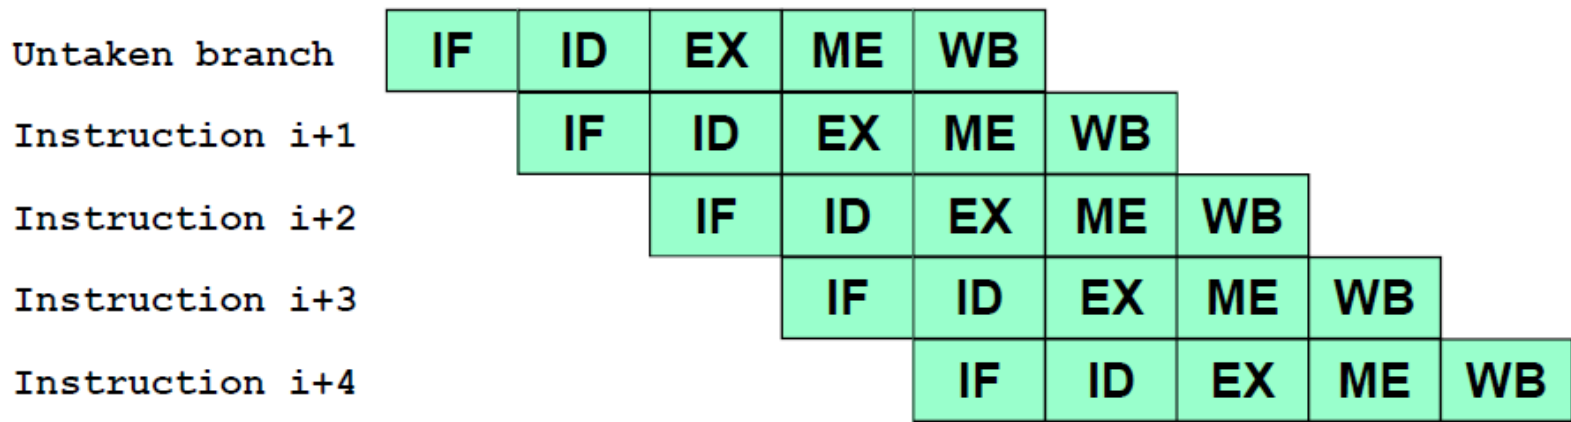 Untaken branch IF ID EX ME WB
Instruction i+1 IF ID EX ME WB
Instruction i+2 IF ID EX ME WB
Instruction i+3 IF ID EX ME WB
Instruction i+4 IF ID EX ME WB